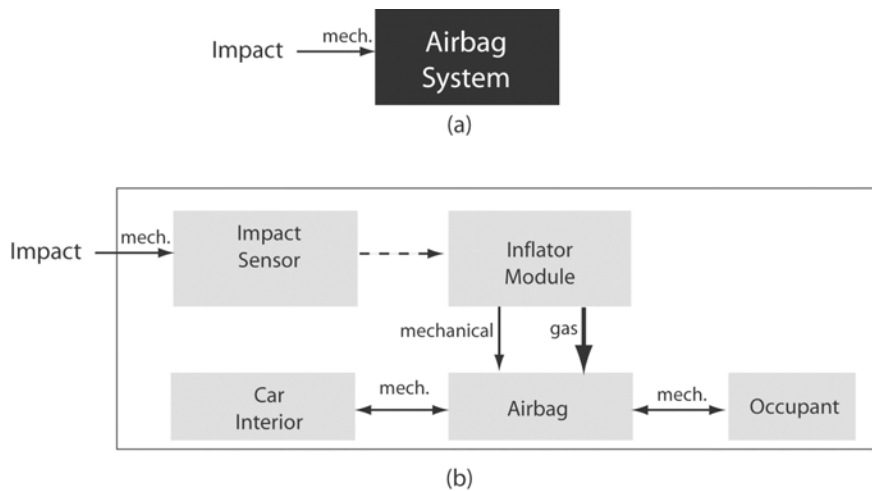 Impact
mech.
Airbag
System
(a)
Impact
mech.
Impact
Sensor
Inflator
Module
mechanical
gas
Car
Interior
mech.
Airbag
mech.
Occupant
(b)